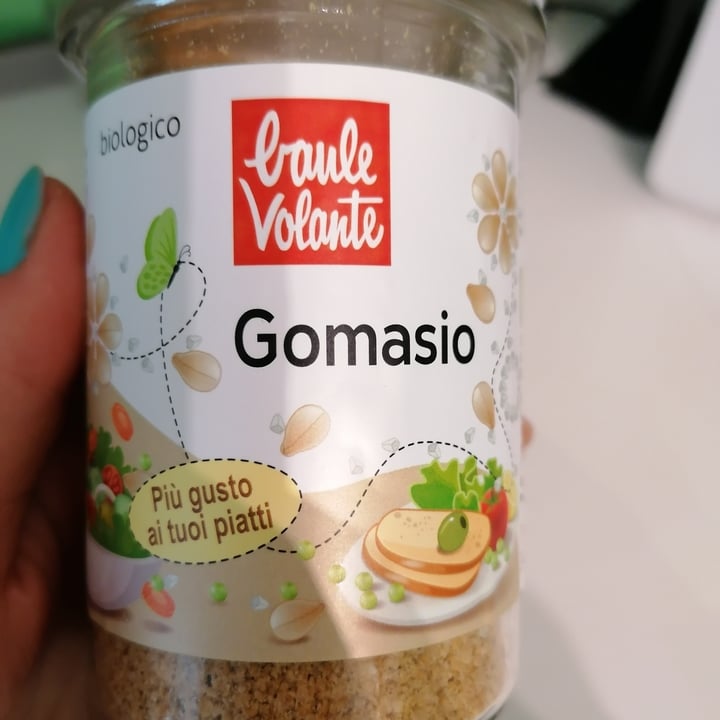 biologico
baule
Volante
Gomasio
Più gusto
ai tuoi piatti